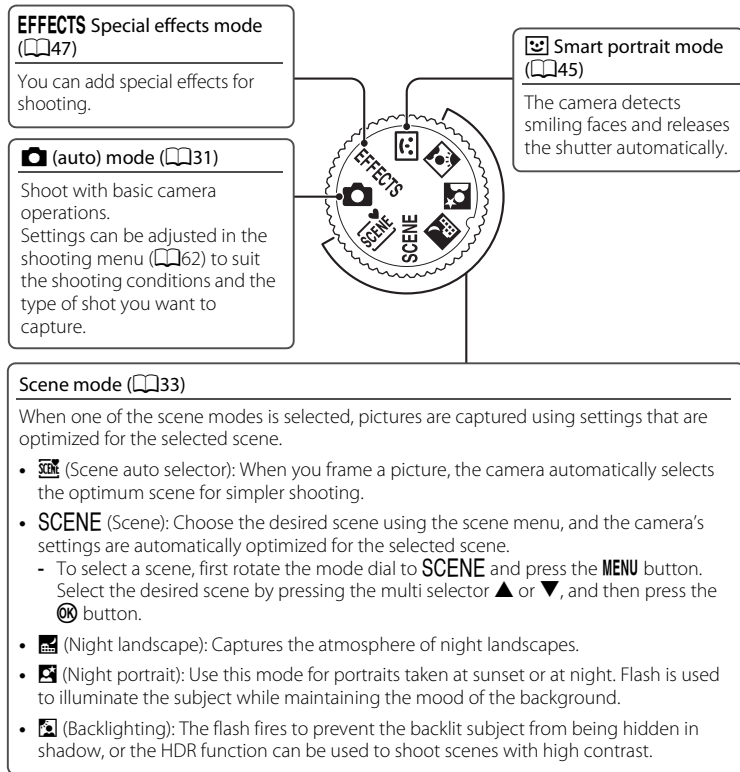 EFFECTS Special effects mode
(47)
You can add special effects for
shooting.
(auto) mode (31)
Shoot with basic camera
operations.
Settings can be adjusted in the
shooting menu (62) to suit
the shooting conditions and the
type of shot you want to
capture.
Smart portrait mode
(45)
The camera detects
smiling faces and releases
the shutter automatically.
EFFECTS
SCENE
SCENE
Scene mode (33)
When one of the scene modes is selected, pictures are captured using settings that are
optimized for the selected scene.
• SCENE (Scene auto selector): When you frame a picture, the camera automatically selects
the optimum scene for simpler shooting.
• SCENE (Scene): Choose the desired scene using the scene menu, and the camera's
settings are automatically optimized for the selected scene.
- To select a scene, first rotate the mode dial to SCENE and press the MENU button.
Select the desired scene by pressing the multi selector ▲ or ▼, and then press the
OK button.
• (Night landscape): Captures the atmosphere of night landscapes.
• (Night portrait): Use this mode for portraits taken at sunset or at night. Flash is used
to illuminate the subject while maintaining the mood of the background.
• (Backlighting): The flash fires to prevent the backlit subject from being hidden in
shadow, or the HDR function can be used to shoot scenes with high contrast.